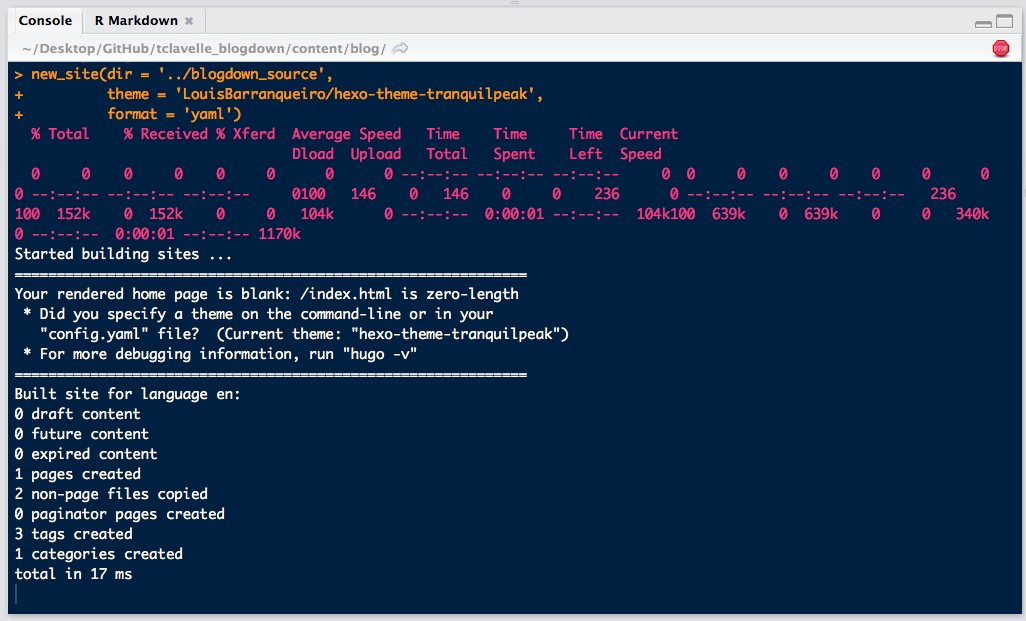 Console R Markdown ×
~/Desktop/GitHub/tclavelle_blogdown/content/blog/
STOP
> new_site(dir = '../blogdown_source',
+          theme = 'LouisBarranqueiro/hexo-theme-tranquilpeak',
+          format = 'yaml')
  % Total    % Received % Xferd  Average Speed   Time    Time     Time  Current
                                 Dload  Upload   Total   Spent    Left  Speed
  0     0    0     0    0     0      0      0 --:--:-- --:--:-- --:--:--     0  0     0    0     0    0     0      0
0 --:--:-- --:--:-- --:--:--     0100   146    0   146    0     0    236      0 --:--:-- --:--:-- --:--:--   236
100  152k    0  152k    0     0   104k      0 --:--:--  0:00:01 --:--:--  104k100  639k    0  639k    0     0   340k
0 --:--:--  0:00:01 --:--:-- 1170k
Started building sites ...
=============================================================
Your rendered home page is blank: /index.html is zero-length
 * Did you specify a theme on the command-line or in your
   "config.yaml" file?  (Current theme: "hexo-theme-tranquilpeak")
 * For more debugging information, run "hugo -v"
=============================================================
Built site for language en:
0 draft content
0 future content
0 expired content
1 pages created
2 non-page files copied
0 paginator pages created
3 tags created
1 categories created
total in 17 ms